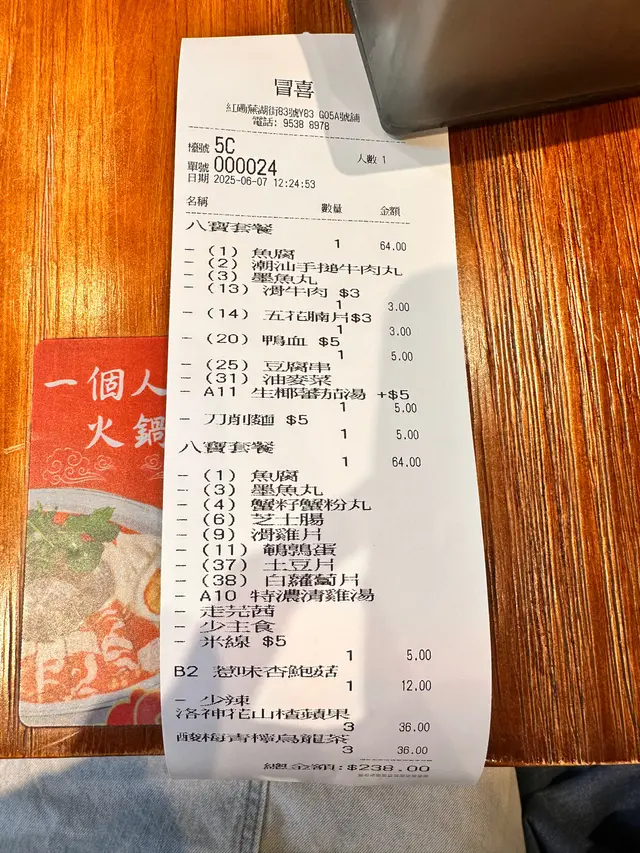 冒喜
紅磡蕪湖街83號Y83 G05A號舖
電話: 9538 8978
檯號 5C
人數 1
單號 000024
日期 2025-06-07 12:24:53
名稱 數量 金額
八寶套餐
1 64.00
- (1) 魚腐
- (2) 潮汕手搥牛肉丸
- (3) 墨魚丸
- (13) 滑牛肉 $3
1 3.00
- (14) 五花腩片$3
1 3.00
- (20) 鴨血 $5
1 5.00
- (25) 豆腐串
- (31) 油麥菜
- A11 生椰蕃茄湯 +$5
1 5.00
- 刀削麵 $5
1 5.00
八寶套餐
1 64.00
- (1) 魚腐
- (3) 墨魚丸
- (4) 蟹籽蟹粉丸
- (6) 芝士腸
- (9) 滑雞片
- (11) 鵪鶉蛋
- (37) 土豆片
- (38) 白蘿蔔片
- A10 特濃清雞湯
- 走芫茜
- 少主食
- 米線 $5
1 5.00
B2 惹味杏鮑菇
1 12.00
- 少辣
洛神花山楂蘋果
3 36.00
酸梅青檸烏龍茶
3 36.00
總金額:$238.00
一個人
火鍋